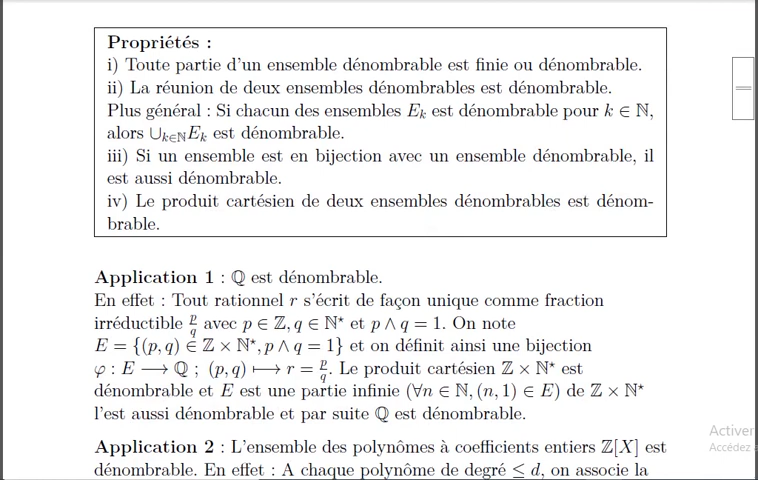 Propriétés :
i) Toute partie d'un ensemble dénombrable est finie ou dénombrable.
ii) La réunion de deux ensembles dénombrables est dénombrable.
Plus général : Si chacun des ensembles E_k est dénombrable pour k ∈ ℕ,
alors ∪_{k∈ℕ}E_k est dénombrable.
iii) Si un ensemble est en bijection avec un ensemble dénombrable, il
est aussi dénombrable.
iv) Le produit cartésien de deux ensembles dénombrables est dénom-
brable.
Application 1 : ℚ est dénombrable.
En effet : Tout rationnel r s'écrit de façon unique comme fraction
irréductible p/q avec p ∈ ℤ, q ∈ ℕ⋆ et p ∧ q = 1. On note
E = {(p, q) ∈ ℤ × ℕ⋆, p ∧ q = 1} et on définit ainsi une bijection
φ : E ⟶ ℚ ; (p, q) ⟼ r = p/q. Le produit cartésien ℤ × ℕ⋆ est
dénombrable et E est une partie infinie (∀n ∈ ℕ, (n, 1) ∈ E) de ℤ × ℕ⋆
l'est aussi dénombrable et par suite ℚ est dénombrable.
Activer
Accédez a
Application 2 : L'ensemble des polynômes à coefficients entiers ℤ[X] est
dénombrable. En effet : A chaque polynôme de degré ≤ d, on associe la